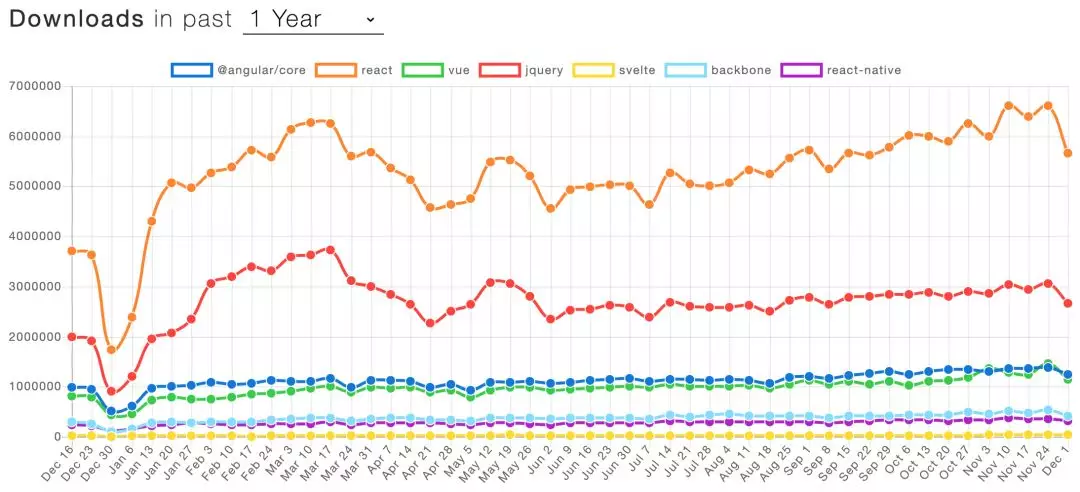 Downloads in past 1 Year
@angular/core react vue jquery svelte backbone react-native
7000000
6000000
5000000
4000000
3000000
2000000
1000000
0
Dec 16 Dec 23 Dec 30 Jan 6 Jan 13 Jan 20 Jan 27 Feb 3 Feb 10 Feb 17 Feb 24 Mar 3 Mar 10 Mar 17 Mar 24 Mar 31 Apr 7 Apr 14 Apr 21 Apr 28 May 5 May 12 May 19 May 26 Jun 2 Jun 9 Jun 16 Jun 23 Jun 30 Jul 7 Jul 14 Jul 21 Jul 28 Aug 4 Aug 11 Aug 18 Aug 25 Sep 1 Sep 8 Sep 15 Sep 22 Sep 29 Oct 6 Oct 13 Oct 20 Oct 27 Nov 3 Nov 10 Nov 17 Nov 24 Dec 1